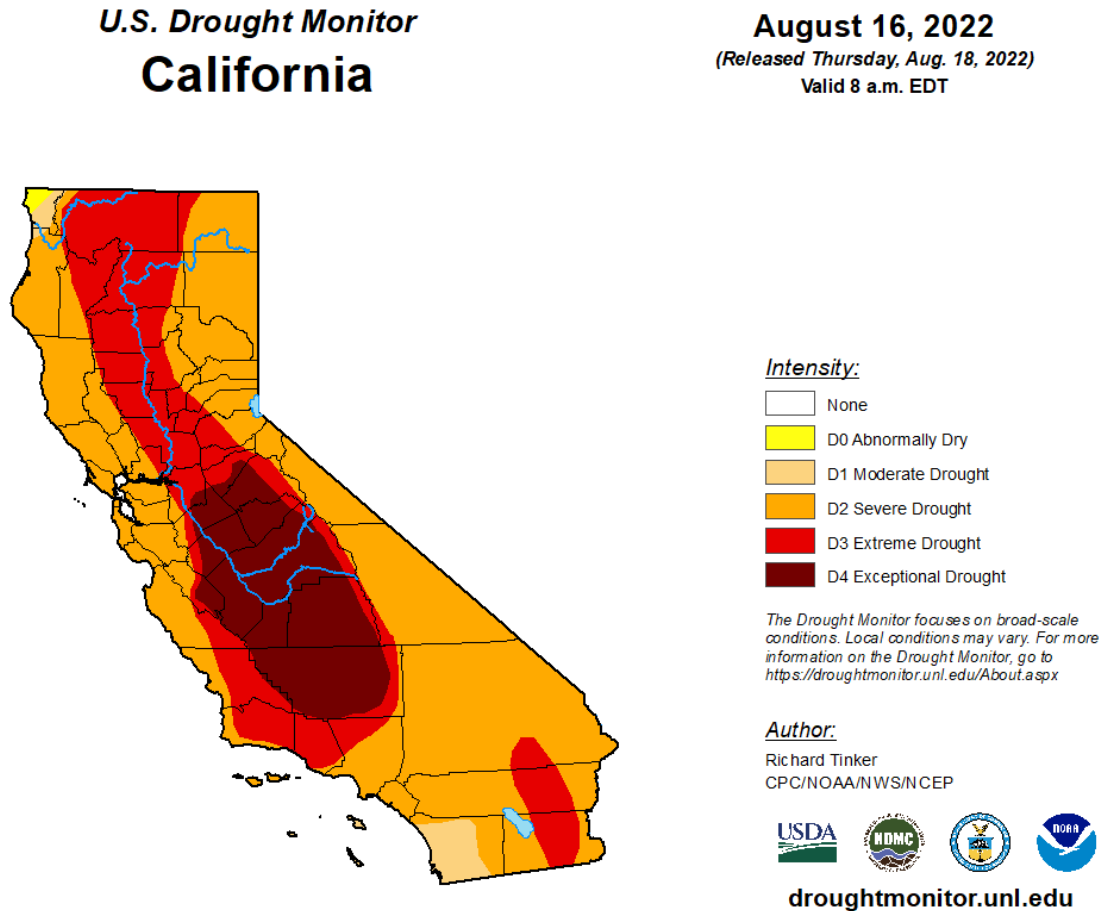 U.S. Drought Monitor
California
August 16, 2022
(Released Thursday, Aug. 18, 2022)
Valid 8 a.m. EDT
Intensity:
None
D0 Abnormally Dry
D1 Moderate Drought
D2 Severe Drought
D3 Extreme Drought
D4 Exceptional Drought
The Drought Monitor focuses on broad-scale
conditions. Local conditions may vary. For more
information on the Drought Monitor, go to
https://droughtmonitor.unl.edu/About.aspx
Author:
Richard Tinker
CPC/NOAA/NWS/NCEP
USDA
NDMC
NOAA
droughtmonitor.unl.edu